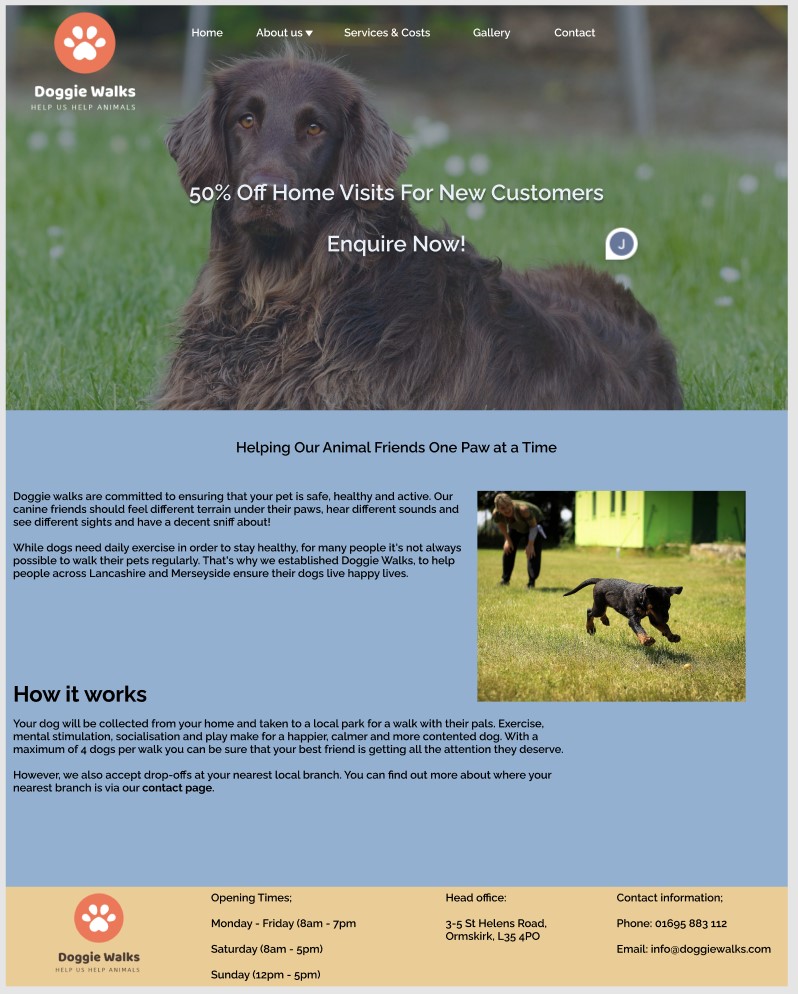 Home About us Services & Costs Gallery Contact
Doggie Walks
HELP US HELP ANIMALS
50% Off Home Visits For New Customers
Enquire Now!
J
Helping Our Animal Friends One Paw at a Time
Doggie walks are committed to ensuring that your pet is safe, healthy and active. Our
canine friends should feel different terrain under their paws, hear different sounds and
see different sights and have a decent sniff about!
While dogs need daily exercise in order to stay healthy, for many people it's not always
possible to walk their pets regularly. That's why we established Doggie Walks, to help
people across Lancashire and Merseyside ensure their dogs live happy lives.
How it works
Your dog will be collected from your home and taken to a local park for a walk with their pals. Exercise,
mental stimulation, socialisation and play make for a happier, calmer and more contented dog. With a
maximum of 4 dogs per walk you can be sure that your best friend is getting all the attention they deserve.
However, we also accept drop-offs at your nearest local branch. You can find out more about where your
nearest branch is via our contact page.
Doggie Walks
HELP US HELP ANIMALS
Opening Times;
Monday - Friday (8am - 7pm
Saturday (8am - 5pm)
Sunday (12pm - 5pm)
Head office:
3-5 St Helens Road,
Ormskirk, L35 4PO
Contact information;
Phone: 01695 883 112
Email: info@doggiewalks.com